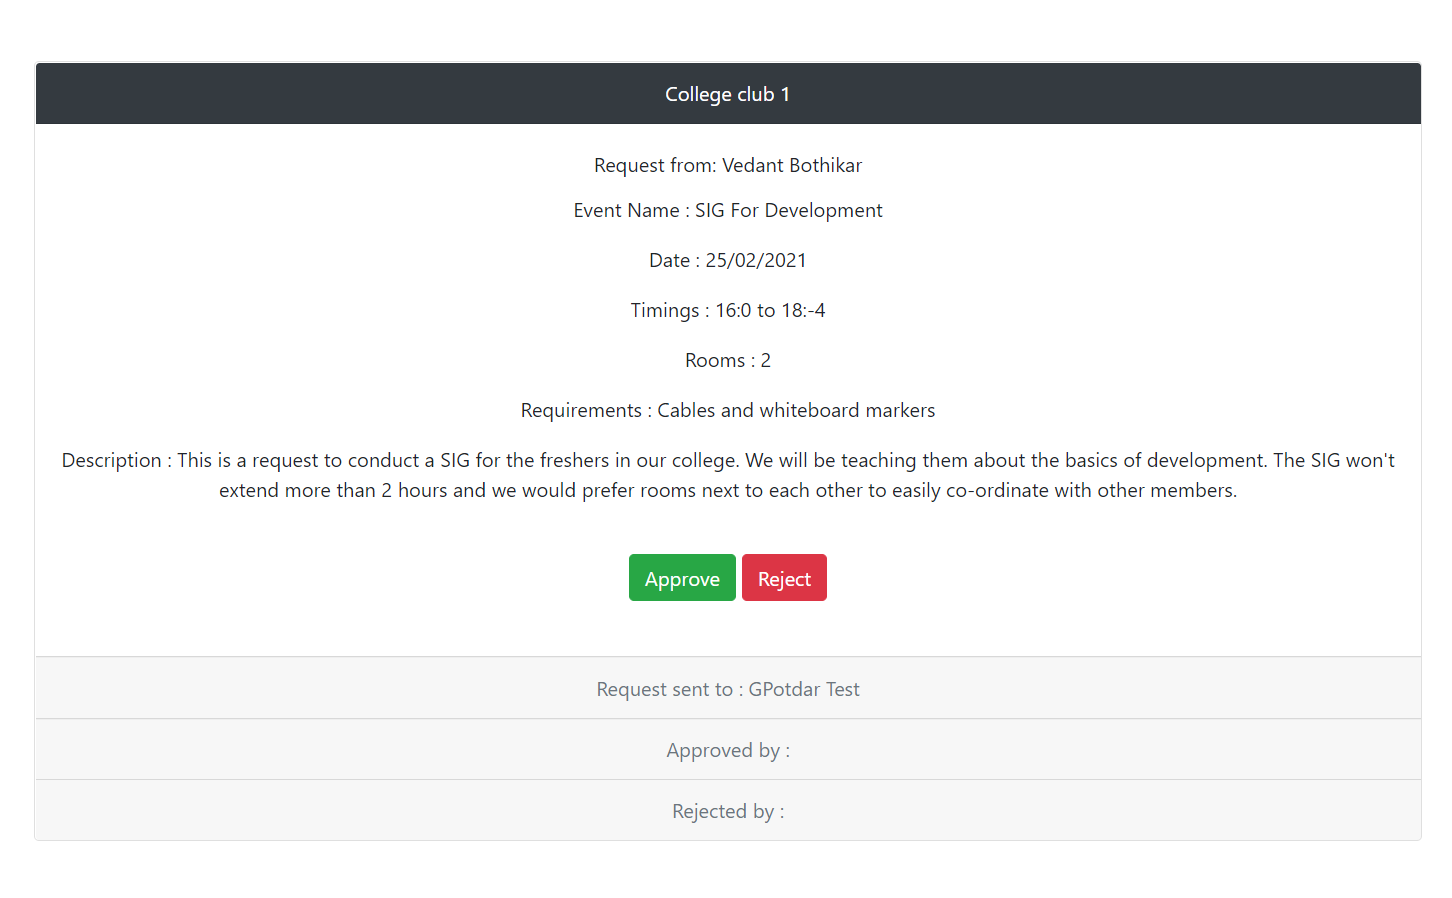 College club 1
Request from: Vedant Bothikar
Event Name : SIG For Development
Date : 25/02/2021
Timings : 16:0 to 18:-4
Rooms : 2
Requirements : Cables and whiteboard markers
Description : This is a request to conduct a SIG for the freshers in our college. We will be teaching them about the basics of development. The SIG won't
extend more than 2 hours and we would prefer rooms next to each other to easily co-ordinate with other members.
Approve Reject
Request sent to : GPotdar Test
Approved by :
Rejected by :